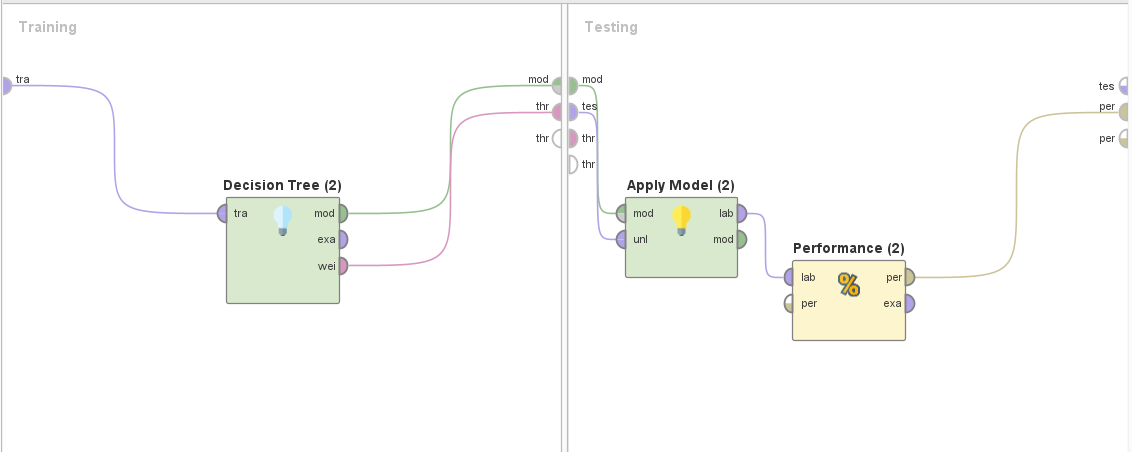 Training
tra
mod
thr
thr
Decision Tree (2)
tra
mod
exa
wei
Testing
mod
tes
thr
thr
Apply Model (2)
mod
lab
unl
mod
Performance (2)
lab
per
per
exa
tes
per
per
%